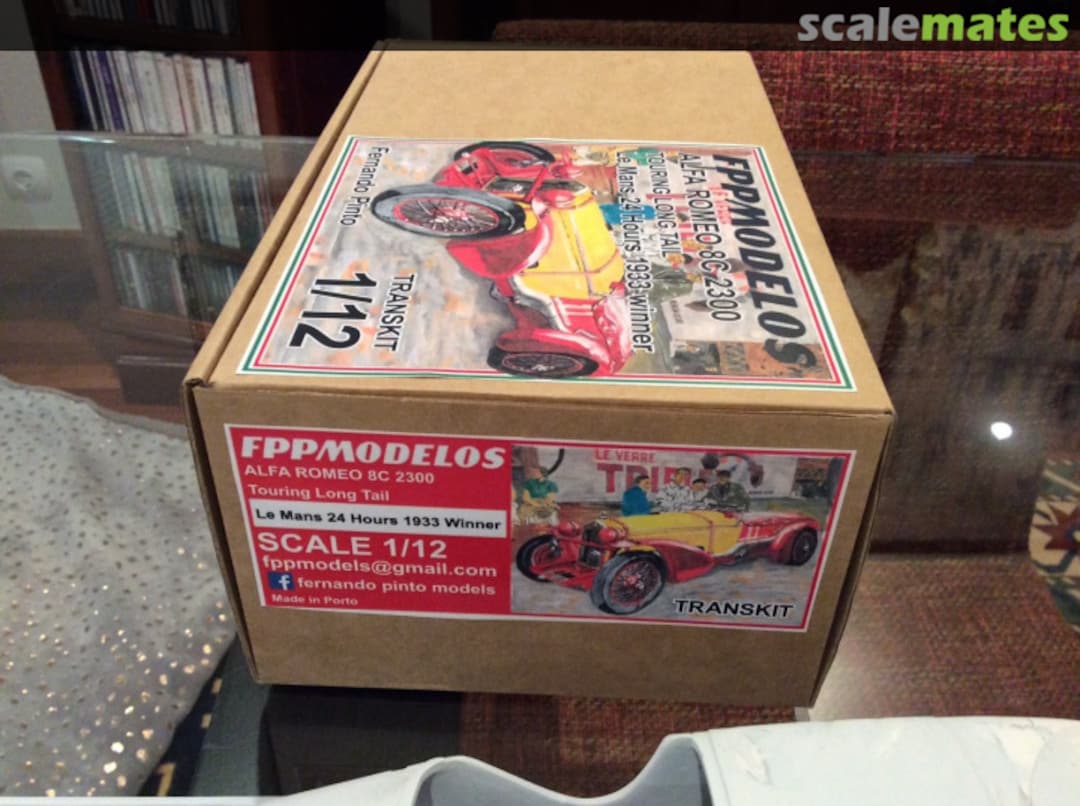 scalemates
FPPMODELOS
ALFA ROMEO 8C 2300
TOURING LONG TAIL
Le Mans 24 Hours 1933 winner
TRANSKIT
1/12
Fernando Pinto
FPPMODELOS
ALFA ROMEO 8C 2300
Touring Long Tail
Le Mans 24 Hours 1933 Winner
SCALE 1/12
fppmodels@gmail.com
f fernando pinto models
Made in Porto
LE VERRE
TRANSKIT